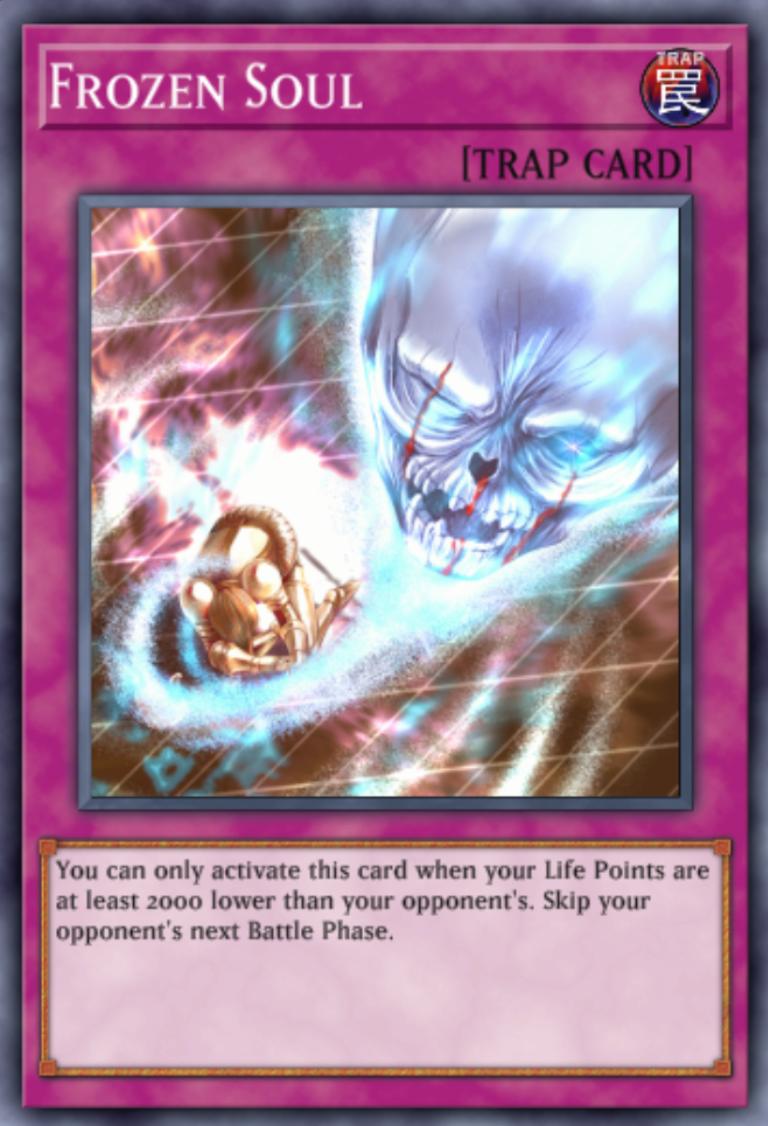 Frozen Soul
TRAP
罠
[TRAP CARD]
You can only activate this card when your Life Points are
at least 2000 lower than your opponent's. Skip your
opponent's next Battle Phase.